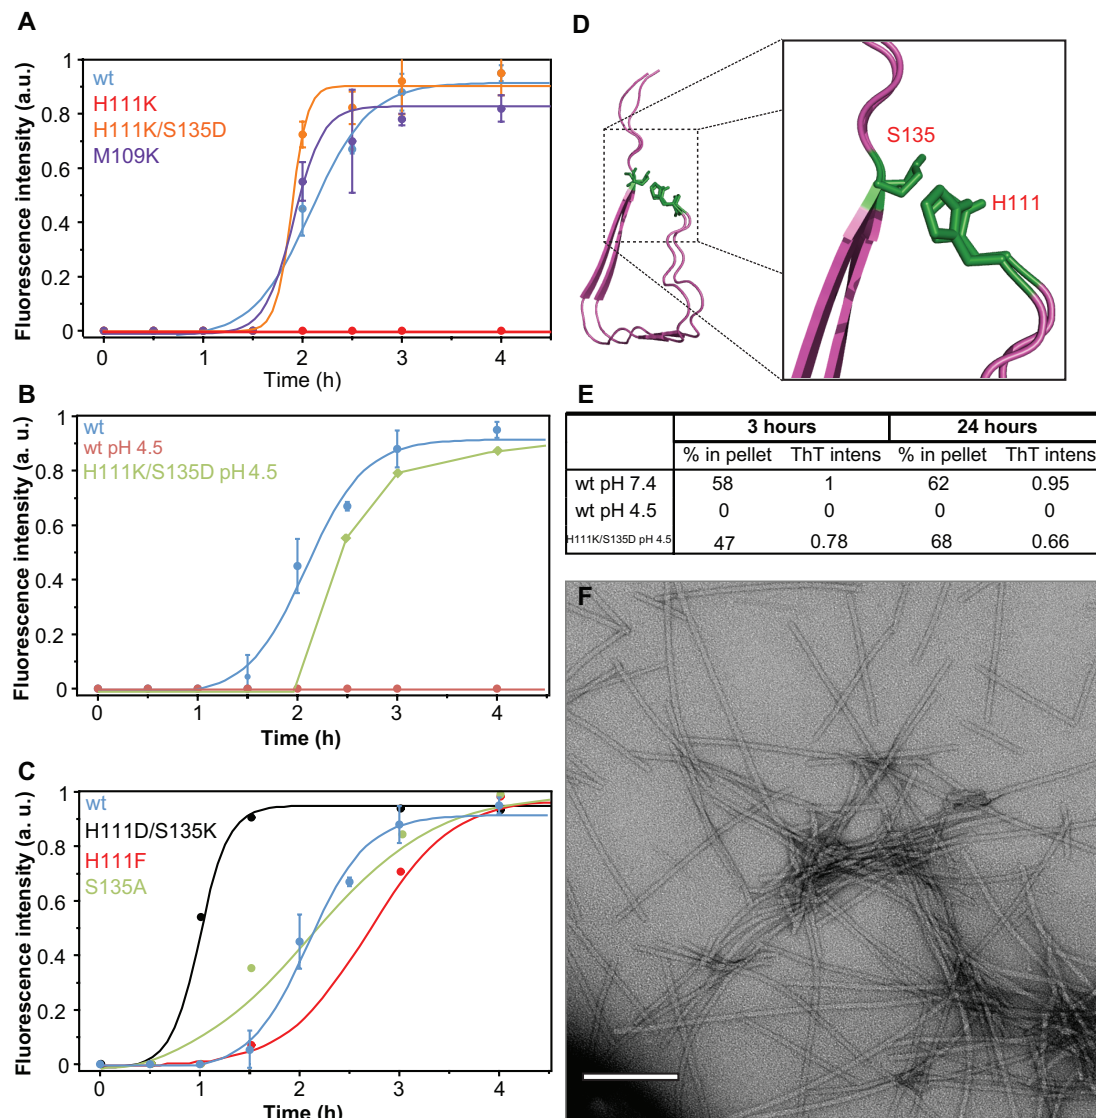 A
Fluorescence intensity (a.u.)
1
0.8
0.6
0.4
0.2
0
wt
H111K
H111K/S135D
M109K
0 1 2 3 4
Time (h)
B
Fluorescence intensity (a. u.)
1
0.8
0.6
0.4
0.2
0
wt
wt pH 4.5
H111K/S135D pH 4.5
0 1 2 3 4
Time (h)
C
Fluorescence intensity (a. u.)
1
0.8
0.6
0.4
0.2
0
wt
H111D/S135K
H111F
S135A
0 1 2 3 4
Time (h)
D
S135
H111
E
3 hours 24 hours
% in pellet ThT intens % in pellet ThT intens
wt pH 7.4 58 1 62 0.95
wt pH 4.5 0 0 0 0
H111K/S135D pH 4.5 47 0.78 68 0.66
F